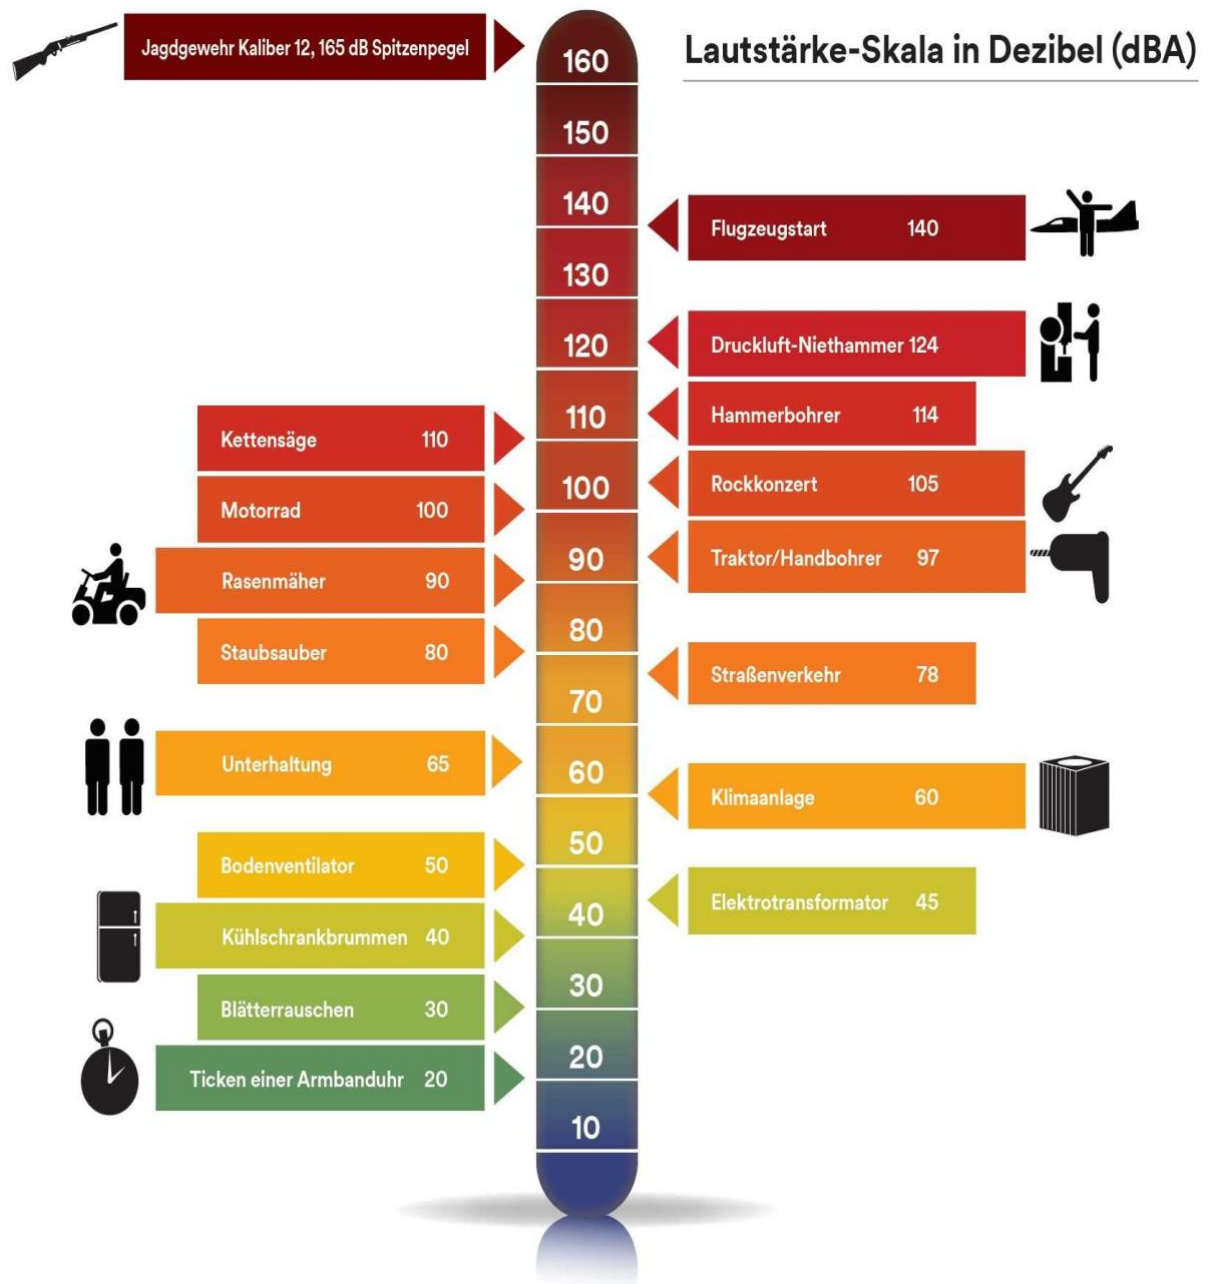 Jagdgewehr Kaliber 12, 165 dB Spitzenpegel
Lautstärke-Skala in Dezibel (dBA)
160
150
140
130
120
110
100
90
80
70
60
50
40
30
20
10
Kettensäge 110
Motorrad 100
Rasenmäher 90
Staubsauber 80
Unterhaltung 65
Bodenventilator 50
Kühlschrankbrummen 40
Blätterrauschen 30
Ticken einer Armbanduhr 20
Flugzeugstart 140
Druckluft-Niethammer 124
Hammerbohrer 114
Rockkonzert 105
Traktor/Handbohrer 97
Straßenverkehr 78
Klimaanlage 60
Elektrotransformator 45